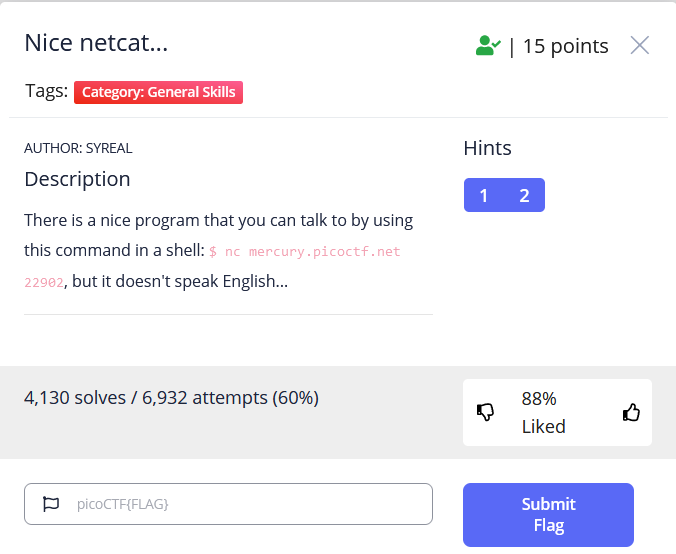 Nice netcat...
| 15 points
Tags: Category: General Skills
AUTHOR: SYREAL
Description
There is a nice program that you can talk to by using
this command in a shell: $ nc mercury.picoctf.net
22902, but it doesn't speak English...
Hints
1 2
4,130 solves / 6,932 attempts (60%)
88%
Liked
picoCTF{FLAG}
Submit
Flag